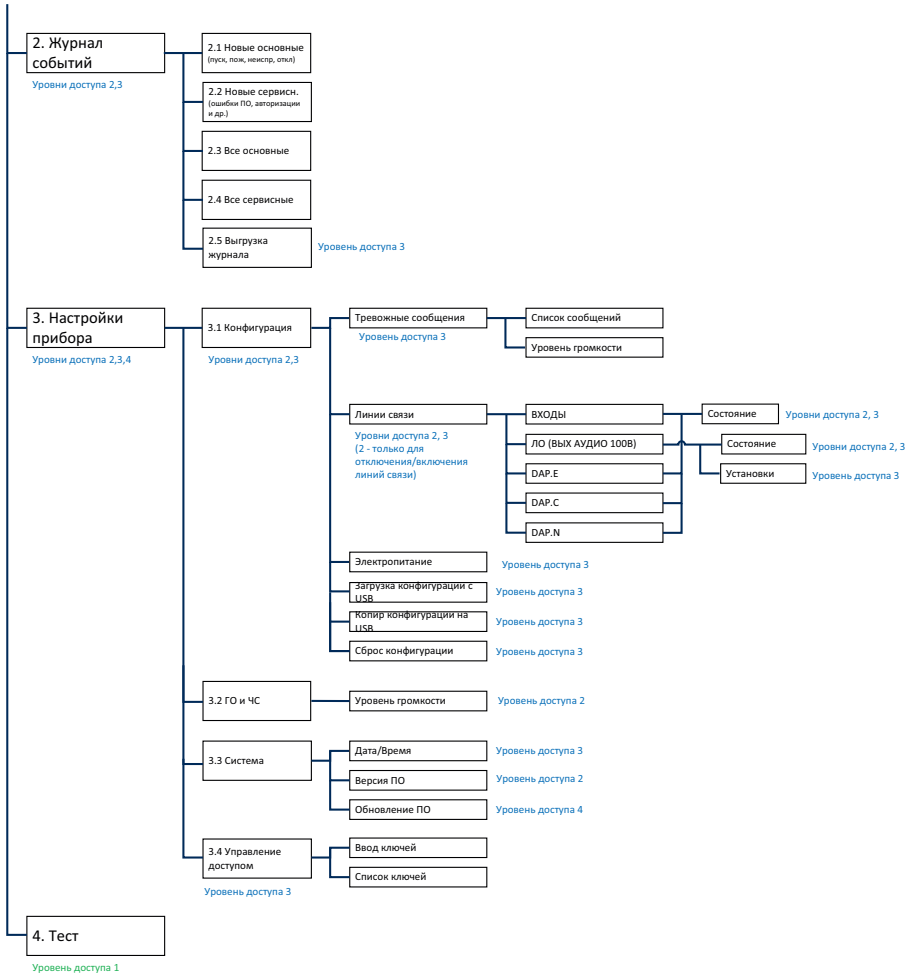 2. Журнал
событий
Уровни доступа 2,3
2.1 Новые основные
(пуск, пож, неиспр, откл)
2.2 Новые сервисн.
(ошибки ПО, авторизации
и др.)
2.3 Все основные
2.4 Все сервисные
2.5 Выгрузка
журнала
Уровень доступа 3
3. Настройки
прибора
Уровни доступа 2,3,4
3.1 Конфигурация
Уровни доступа 2,3
Тревожные сообщения
Уровень доступа 3
Список сообщений
Уровень громкости
Линии связи
Уровни доступа 2, 3
(2 - только для
отключения/включения
линий связи)
ВХОДЫ
ЛО (ВЫХ АУДИО 100В)
DAP.E
DAP.C
DAP.N
Состояние
Уровни доступа 2, 3
Состояние
Уровни доступа 2, 3
Установки
Уровень доступа 3
Электропитание
Уровень доступа 3
Загрузка конфигурации с
USB
Уровень доступа 3
Копир конфигурации на
USB
Уровень доступа 3
Сброс конфигурации
Уровень доступа 3
3.2 ГО и ЧС
Уровень громкости
Уровень доступа 2
3.3 Система
Дата/Время
Уровень доступа 3
Версия ПО
Уровень доступа 2
Обновление ПО
Уровень доступа 4
3.4 Управление
доступом
Уровень доступа 3
Ввод ключей
Список ключей
4. Тест
Уровень доступа 1